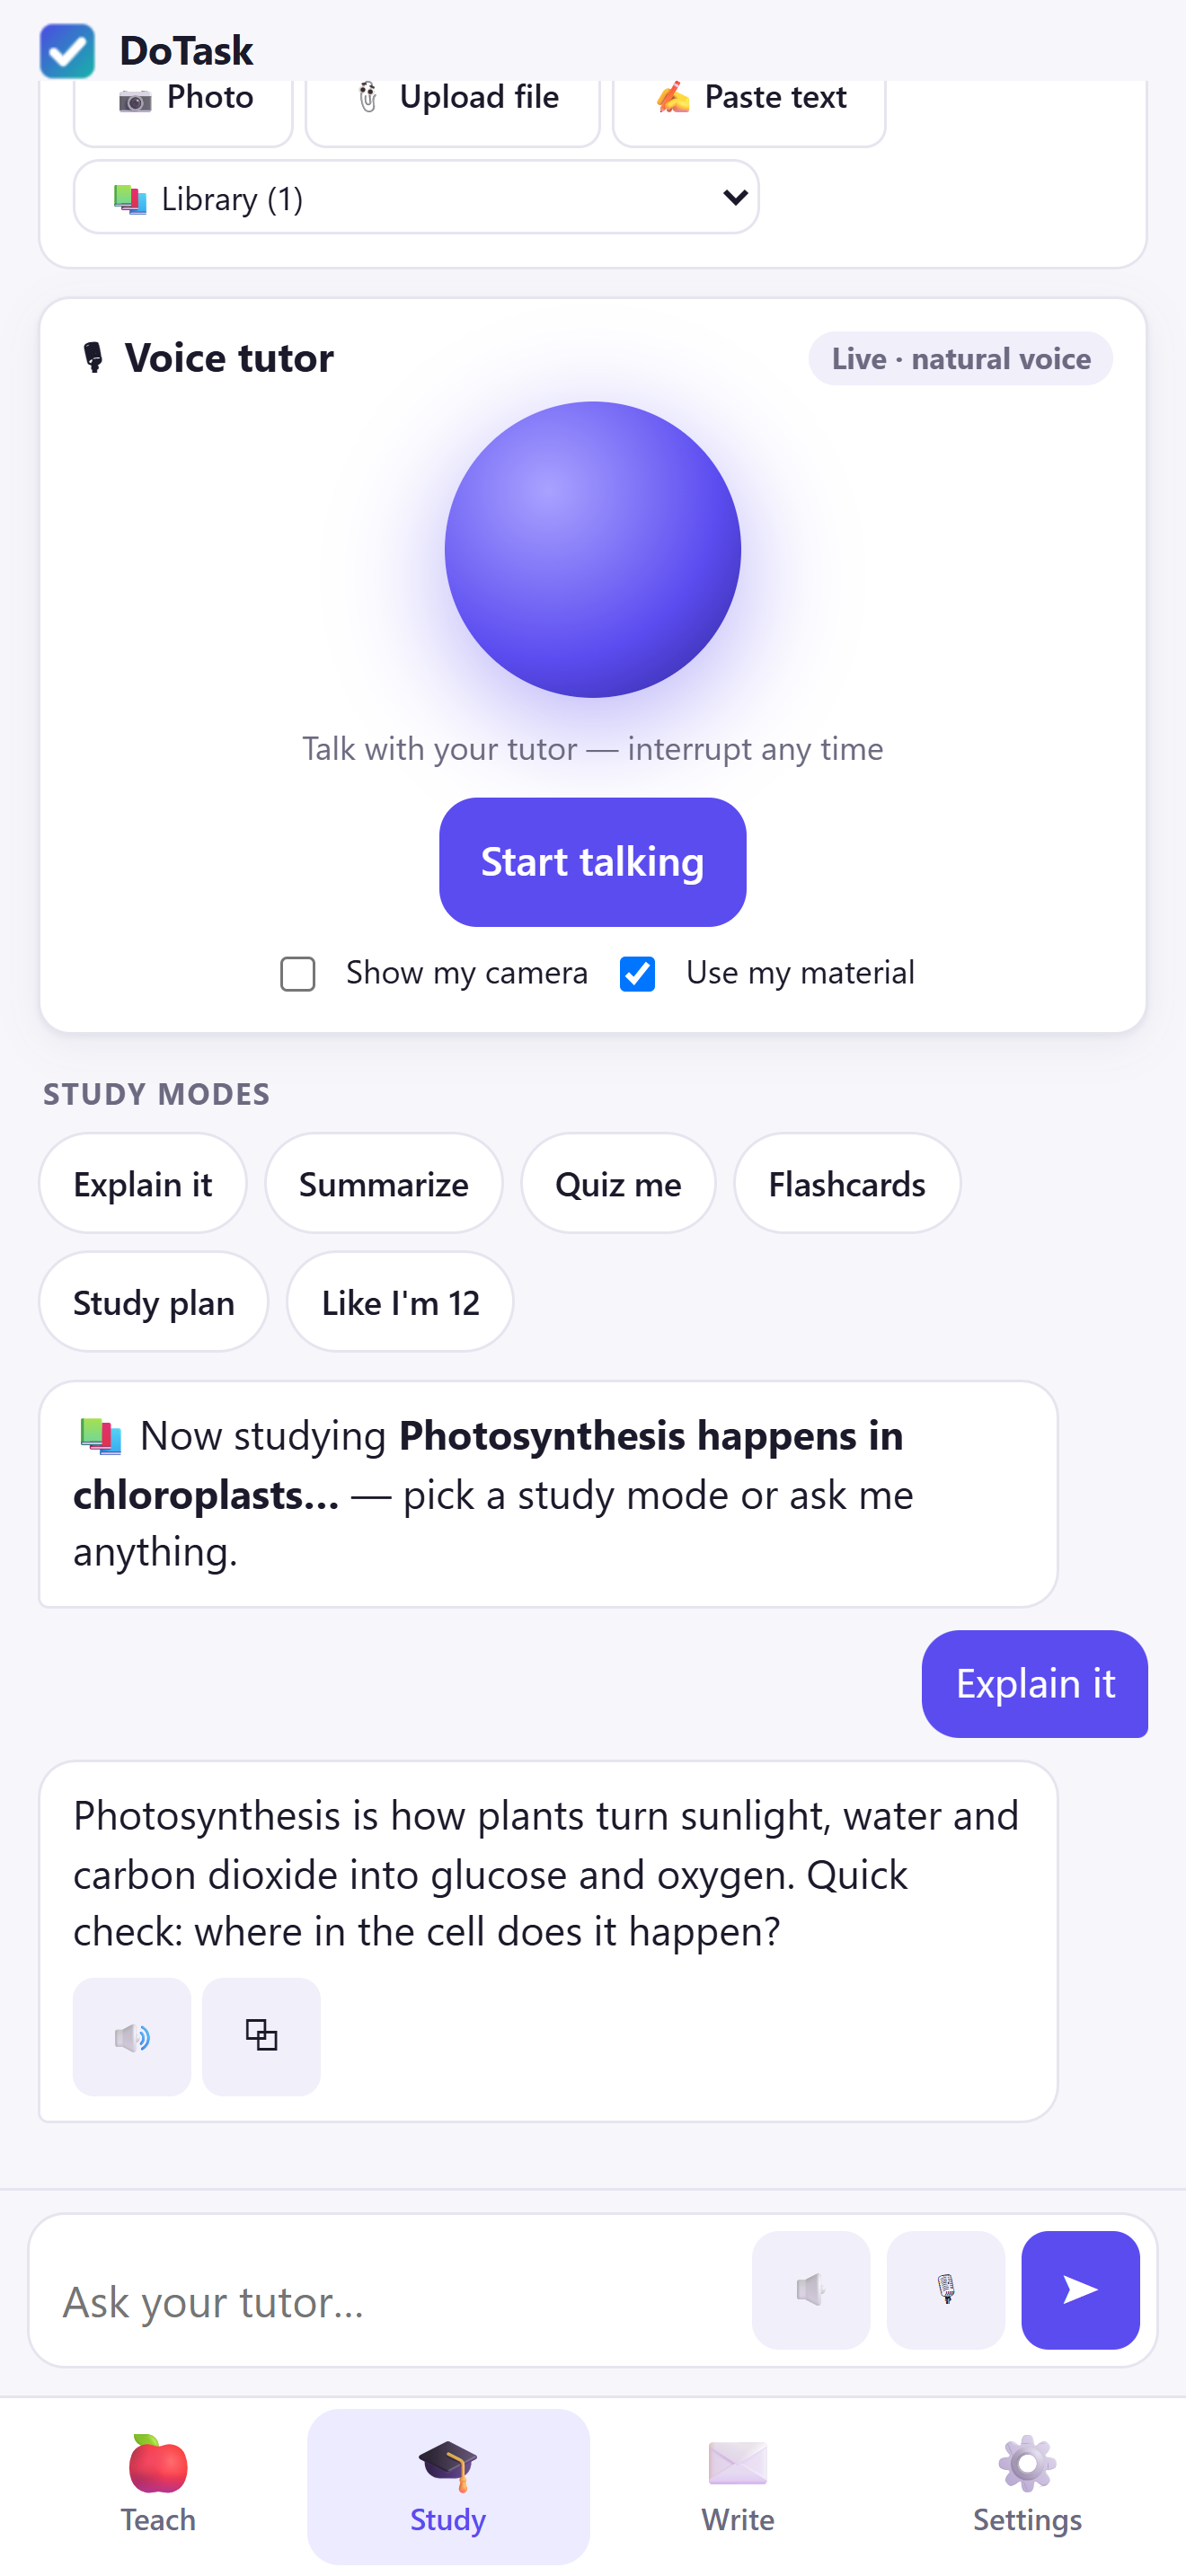 DoTask
Photo
Upload file
Paste text
Library (1)
Voice tutor
Live · natural voice
Talk with your tutor — interrupt any time
Start talking
Show my camera
Use my material
STUDY MODES
Explain it
Summarize
Quiz me
Flashcards
Study plan
Like I'm 12
Now studying Photosynthesis happens in
chloroplasts… — pick a study mode or ask me
anything.
Explain it
Photosynthesis is how plants turn sunlight, water and
carbon dioxide into glucose and oxygen. Quick
check: where in the cell does it happen?
Ask your tutor...
Teach
Study
Write
Settings